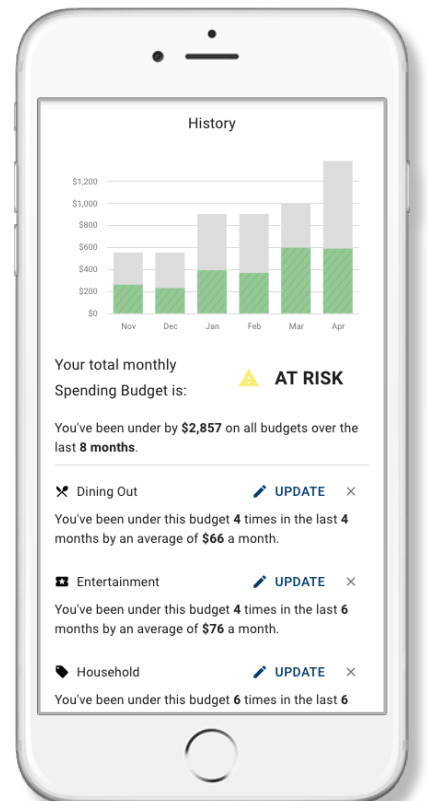 History
$1,200
$1,000
$800
$600
$400
$200
$0
Nov Dec Jan Feb Mar Apr
Your total monthly
Spending Budget is:
AT RISK
You've been under by $2,857 on all budgets over the
last 8 months.
Dining Out UPDATE
You've been under this budget 4 times in the last 4
months by an average of $66 a month.
Entertainment UPDATE
You've been under this budget 4 times in the last 6
months by an average of $76 a month.
Household UPDATE
You've been under this budget 6 times in the last 6